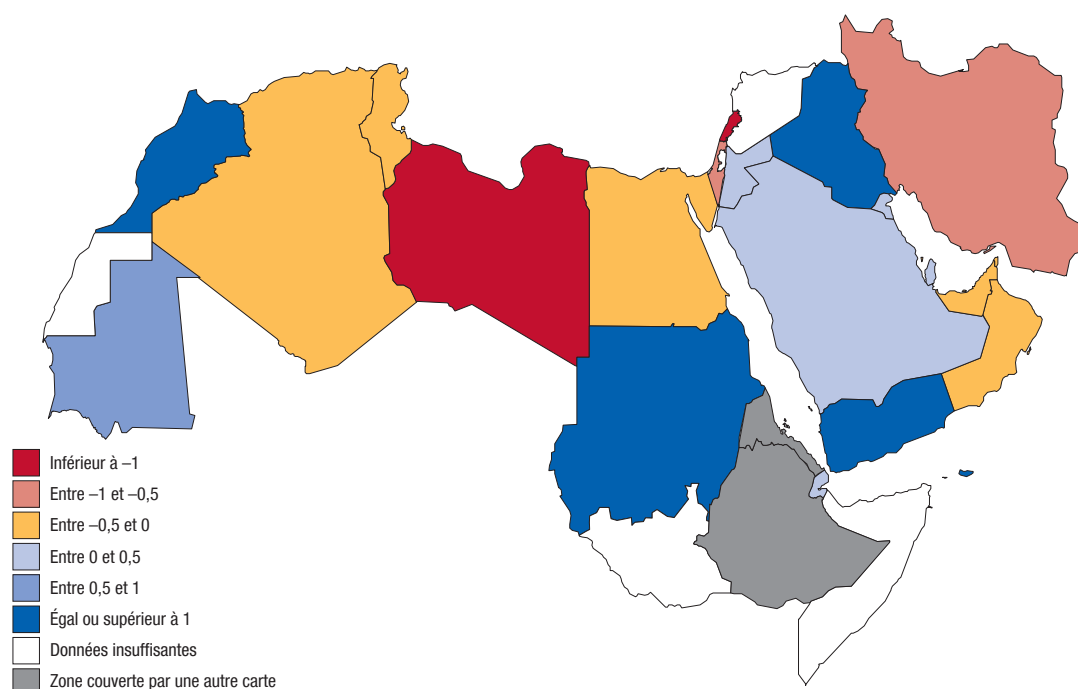 Inférieur à –1
Entre –1 et –0,5
Entre –0,5 et 0
Entre 0 et 0,5
Entre 0,5 et 1
Égal ou supérieur à 1
Données insuffisantes
Zone couverte par une autre carte